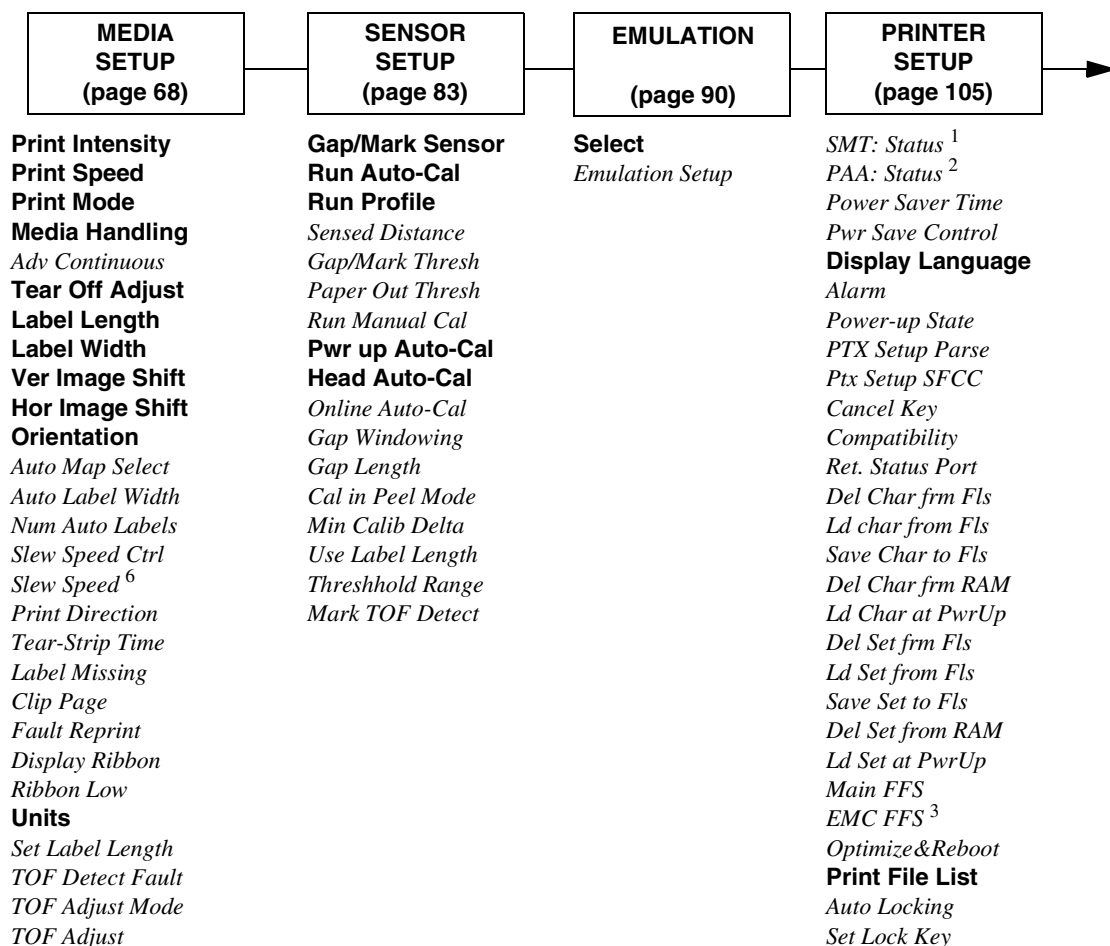 MEDIA
SETUP
(page 68)
Print Intensity
Print Speed
Print Mode
Media Handling
Adv Continuous
Tear Off Adjust
Label Length
Label Width
Ver Image Shift
Hor Image Shift
Orientation
Auto Map Select
Auto Label Width
Num Auto Labels
Slew Speed Ctrl
Slew Speed 6
Print Direction
Tear-Strip Time
Label Missing
Clip Page
Fault Reprint
Display Ribbon
Ribbon Low
Units
Set Label Length
TOF Detect Fault
TOF Adjust Mode
TOF Adjust
SENSOR
SETUP
(page 83)
Gap/Mark Sensor
Run Auto-Cal
Run Profile
Sensed Distance
Gap/Mark Thresh
Paper Out Thresh
Run Manual Cal
Pwr up Auto-Cal
Head Auto-Cal
Online Auto-Cal
Gap Windowing
Gap Length
Cal in Peel Mode
Min Calib Delta
Use Label Length
Threshhold Range
Mark TOF Detect
EMULATION
(page 90)
Select
Emulation Setup
PRINTER
SETUP
(page 105)
SMT: Status 1
PAA: Status 2
Power Saver Time
Pwr Save Control
Display Language
Alarm
Power-up State
PTX Setup Parse
Ptx Setup SFCC
Cancel Key
Compatibility
Ret. Status Port
Del Char frm Fls
Ld char from Fls
Save Char to Fls
Del Char frm RAM
Ld Char at PwrUp
Del Set frm Fls
Ld Set from Fls
Save Set to Fls
Del Set from RAM
Ld Set at PwrUp
Main FFS
EMC FFS 3
Optimize&Reboot
Print File List
Auto Locking
Set Lock Key